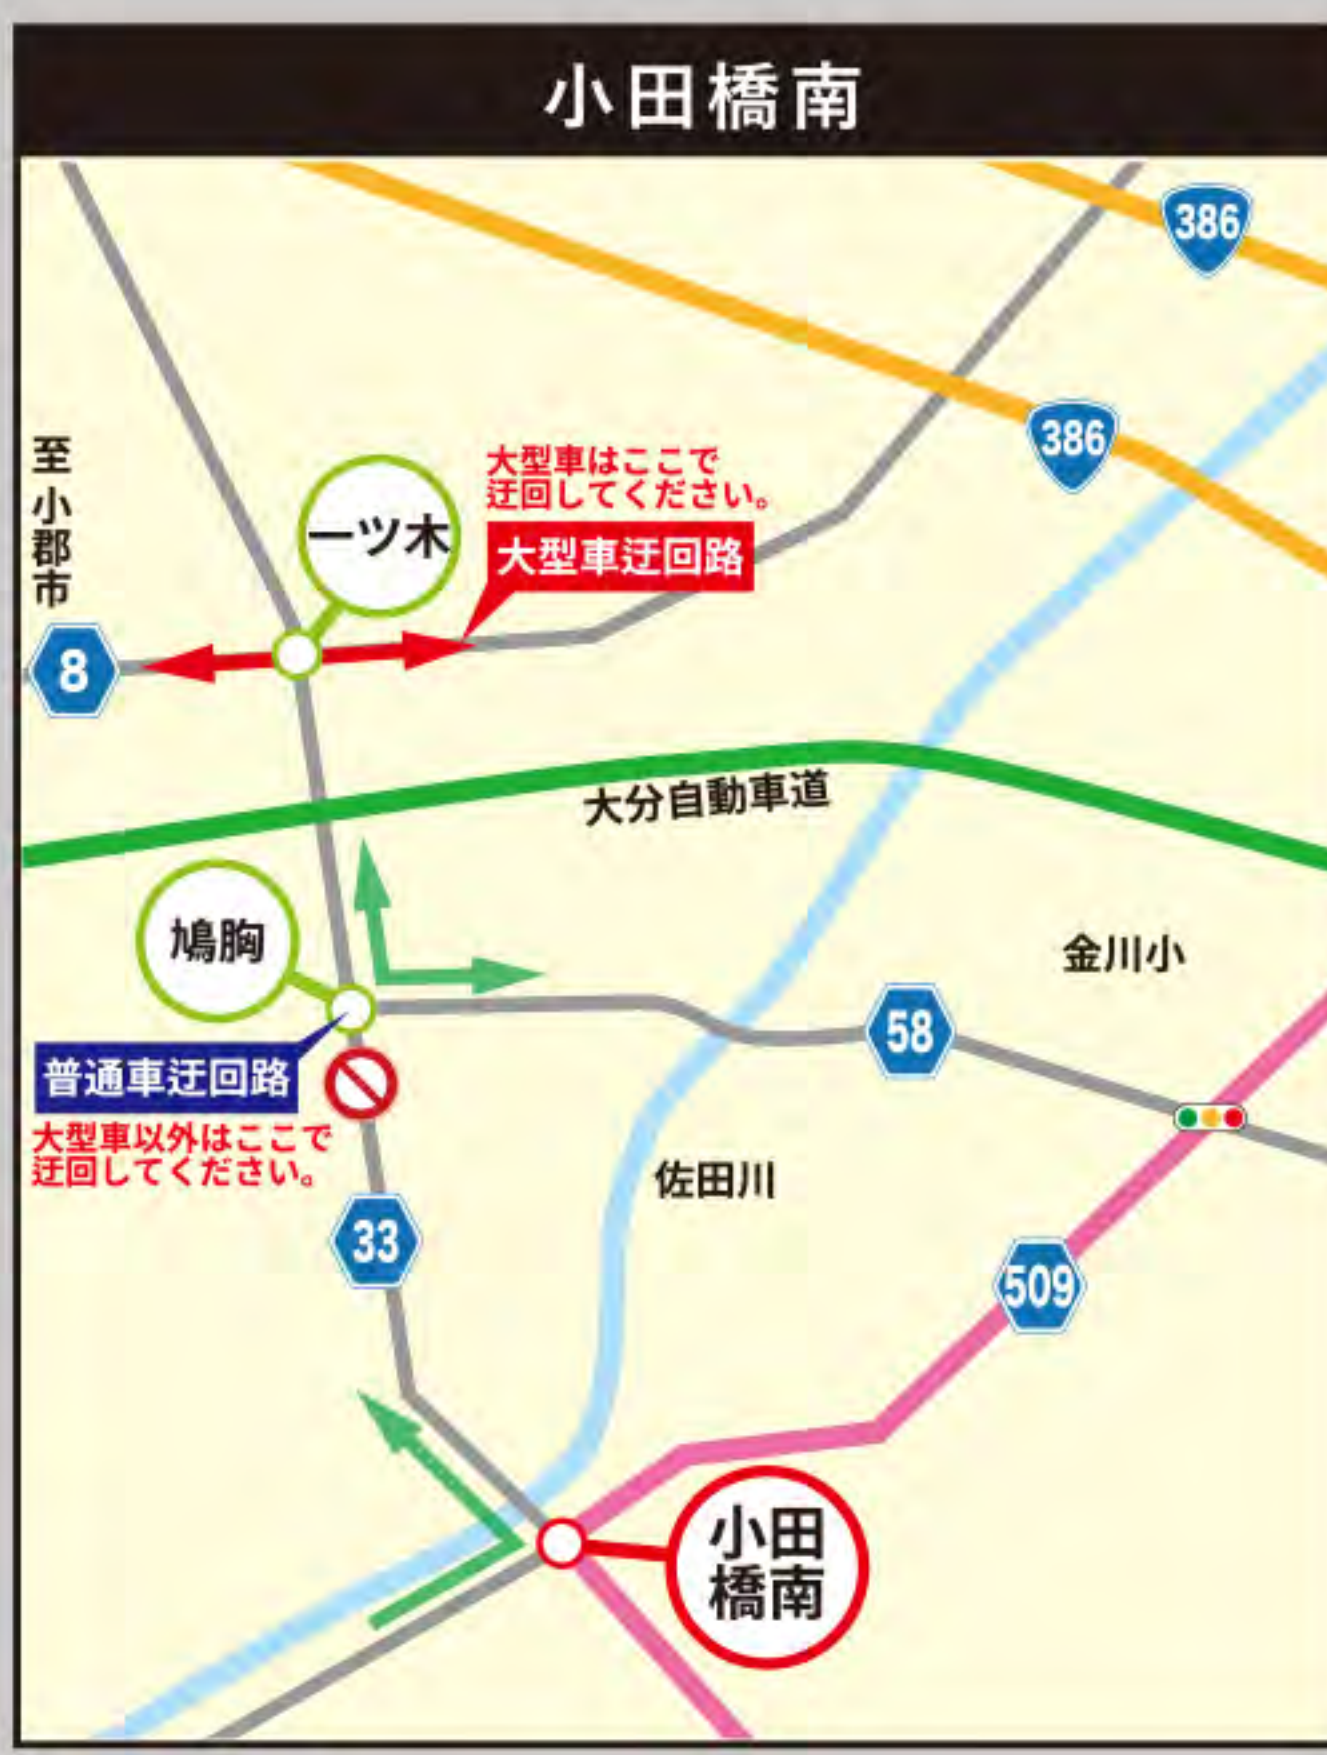 小田橋南
386
386
至小郡市
大型車はここで
迂回してください。
一ツ木
大型車迂回路
8
大分自動車道
鳩胸
金川小
58
普通車迂回路
大型車以外はここで
迂回してください。
佐田川
33
509
小田
橋南